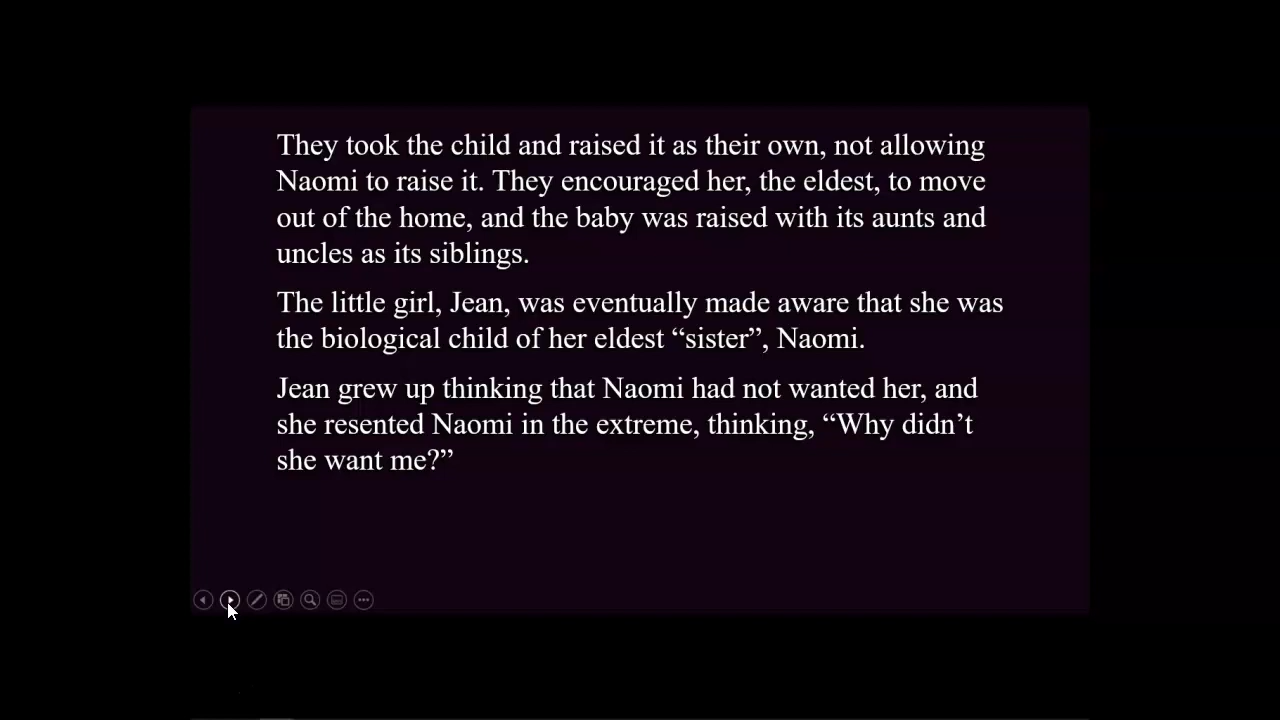 They took the child and raised it as their own, not allowing
Naomi to raise it. They encouraged her, the eldest, to move
out of the home, and the baby was raised with its aunts and
uncles as its siblings.
The little girl, Jean, was eventually made aware that she was
the biological child of her eldest “sister”, Naomi.
Jean grew up thinking that Naomi had not wanted her, and
she resented Naomi in the extreme, thinking, “Why didn’t
she want me?”